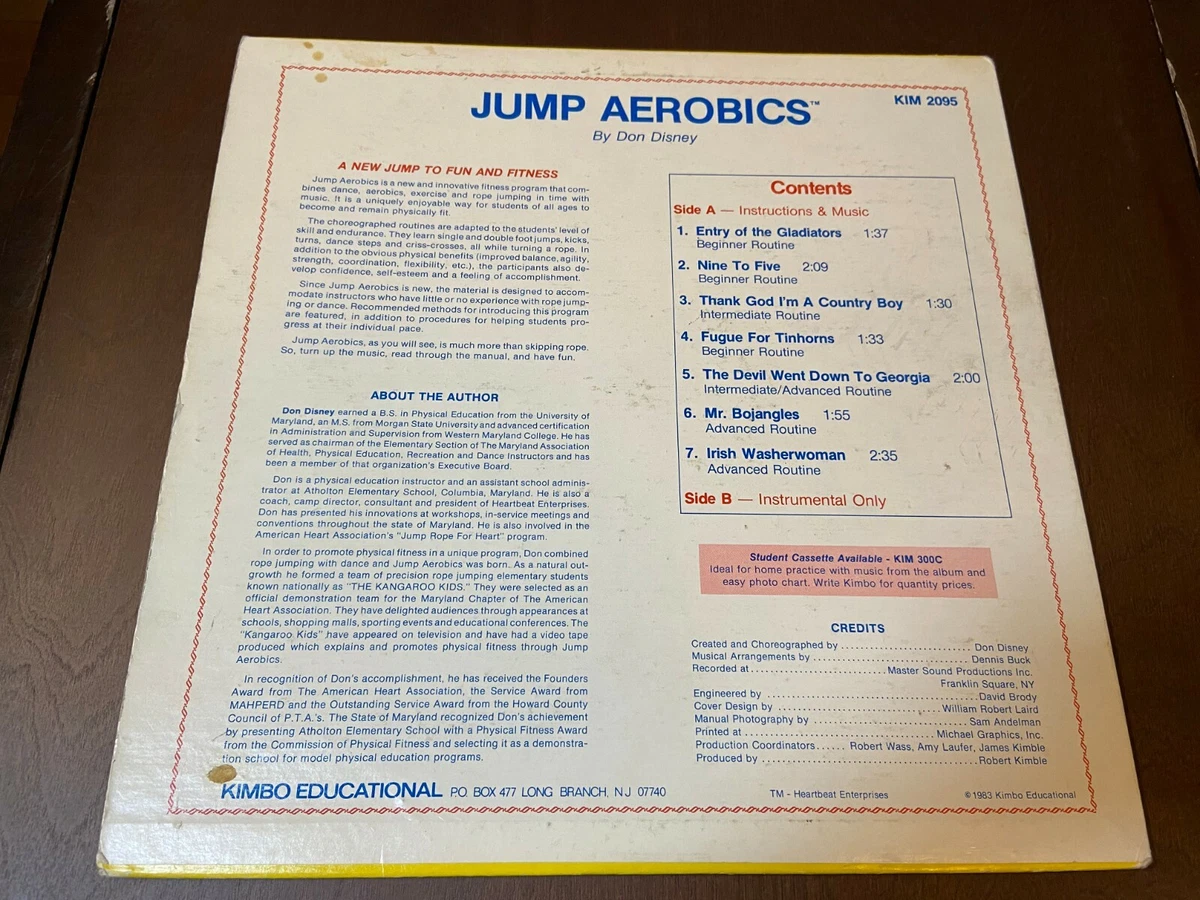 JUMP AEROBICS™
KIM 2095
By Don Disney
A NEW JUMP TO FUN AND FITNESS
Jump Aerobics is a new and innovative fitness program that com-
bines dance, aerobics, exercise and rope jumping in time with
music. It is a uniquely enjoyable way for students of all ages to
become and remain physically fit.
The choreographed routines are adapted to the students' level of
skill and endurance. They learn single and double foot jumps, kicks,
turns, dance steps and criss-crosses, all while turning a rope. In
addition to the obvious physical benefits (improved balance, agility,
strength, coordination, flexibility, etc.), the participants also de-
velop confidence, self-esteem and a feeling of accomplishment.
Since Jump Aerobics is new, the material is designed to accom-
modate instructors who have little or no experience with rope jump-
ing or dance. Recommended methods for introducing this program
are featured, in addition to procedures for helping students pro-
gress at their individual pace.
Jump Aerobics, as you will see, is much more than skipping rope.
So, turn up the music, read through the manual, and have fun.
ABOUT THE AUTHOR
Don Disney earned a B.S. in Physical Education from the University of
Maryland, an M.S. from Morgan State University and advanced certification
in Administration and Supervision from Western Maryland College. He has
served as chairman of the Elementary Section of The Maryland Association
of Health, Physical Education, Recreation and Dance Instructors and has
been a member of that organization's Executive Board.
Don is a physical education instructor and an assistant school adminis-
trator at Atholton Elementary School, Columbia, Maryland. He is also a
coach, camp director, consultant and president of Heartbeat Enterprises.
Don has presented his innovations at workshops, in-service meetings and
conventions throughout the state of Maryland. He is also involved in the
American Heart Association's "Jump Rope For Heart" program.
In order to promote physical fitness in a unique program, Don combined
rope jumping with dance and Jump Aerobics was born. As a natural out-
growth he formed a team of precision rope jumping elementary students
known nationally as "THE KANGAROO KIDS." They were selected as an
official demonstration team for the Maryland Chapter of The American
Heart Association. They have delighted audiences through appearances at
schools, shopping malls, sporting events and educational conferences. The
"Kangaroo Kids" have appeared on television and have had a video tape
produced which explains and promotes physical fitness through Jump
Aerobics.
In recognition of Don's accomplishment, he has received the Founders
Award from The American Heart Association, the Service Award from
MAHPERD and the Outstanding Service Award from the Howard County
Council of P.T.A.'s. The State of Maryland recognized Don's achievement
by presenting Atholton Elementary School with a Physical Fitness Award
from the Commission of Physical Fitness and selecting it as a demonstra-
tion school for model physical education programs.
Contents
Side A — Instructions & Music
1. Entry of the Gladiators 1:37
Beginner Routine
2. Nine To Five 2:09
Beginner Routine
3. Thank God I'm A Country Boy 1:30
Intermediate Routine
4. Fugue For Tinhorns 1:33
Beginner Routine
5. The Devil Went Down To Georgia 2:00
Intermediate/Advanced Routine
6. Mr. Bojangles 1:55
Advanced Routine
7. Irish Washerwoman 2:35
Advanced Routine
Side B — Instrumental Only
Student Cassette Available - KIM 300C
Ideal for home practice with music from the album and
easy photo chart. Write Kimbo for quantity prices.
CREDITS
Created and Choreographed by ........................ Don Disney
Musical Arrangements by ............................ Dennis Buck
Recorded at ........................ Master Sound Productions Inc.
Franklin Square, NY
Engineered by ...................................... David Brody
Cover Design by ............................ William Robert Laird
Manual Photography by .......................... Sam Andelman
Printed at ................................ Michael Graphics, Inc.
Production Coordinators...... Robert Wass, Amy Laufer, James Kimble
Produced by ...................................... Robert Kimble
KIMBO EDUCATIONAL P.O. BOX 477 LONG BRANCH, NJ 07740
TM - Heartbeat Enterprises
©1983 Kimbo Educational